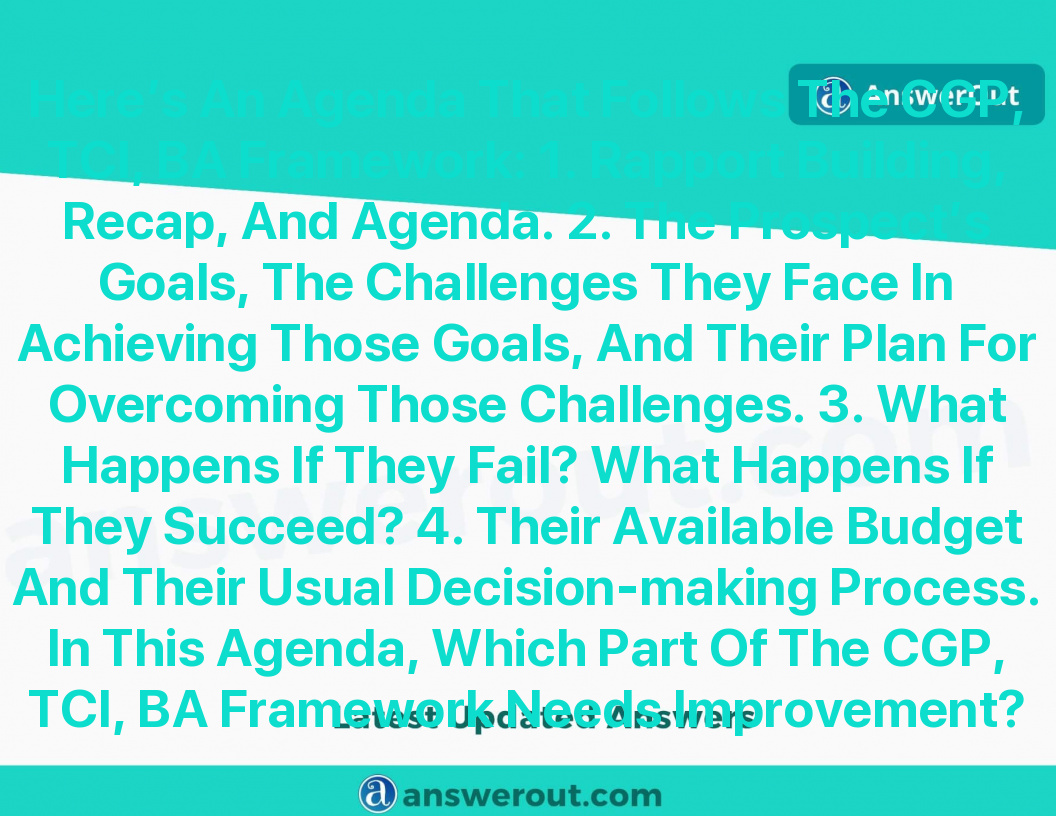 AnswerOut
Here's An Agenda That Follows The CGP,
TCI, BA Framework: 1. Rapport Building,
Recap, And Agenda. 2. The Prospect's
Goals, The Challenges They Face In
Achieving Those Goals, And Their Plan For
Overcoming Those Challenges. 3. What
Happens If They Fail? What Happens If
They Succeed? 4. Their Available Budget
And Their Usual Decision-making Process.
In This Agenda, Which Part Of The CGP,
TCI, BA Framework Needs Improvement?
Latest Updated Answers
answerout.com
a answerout.com